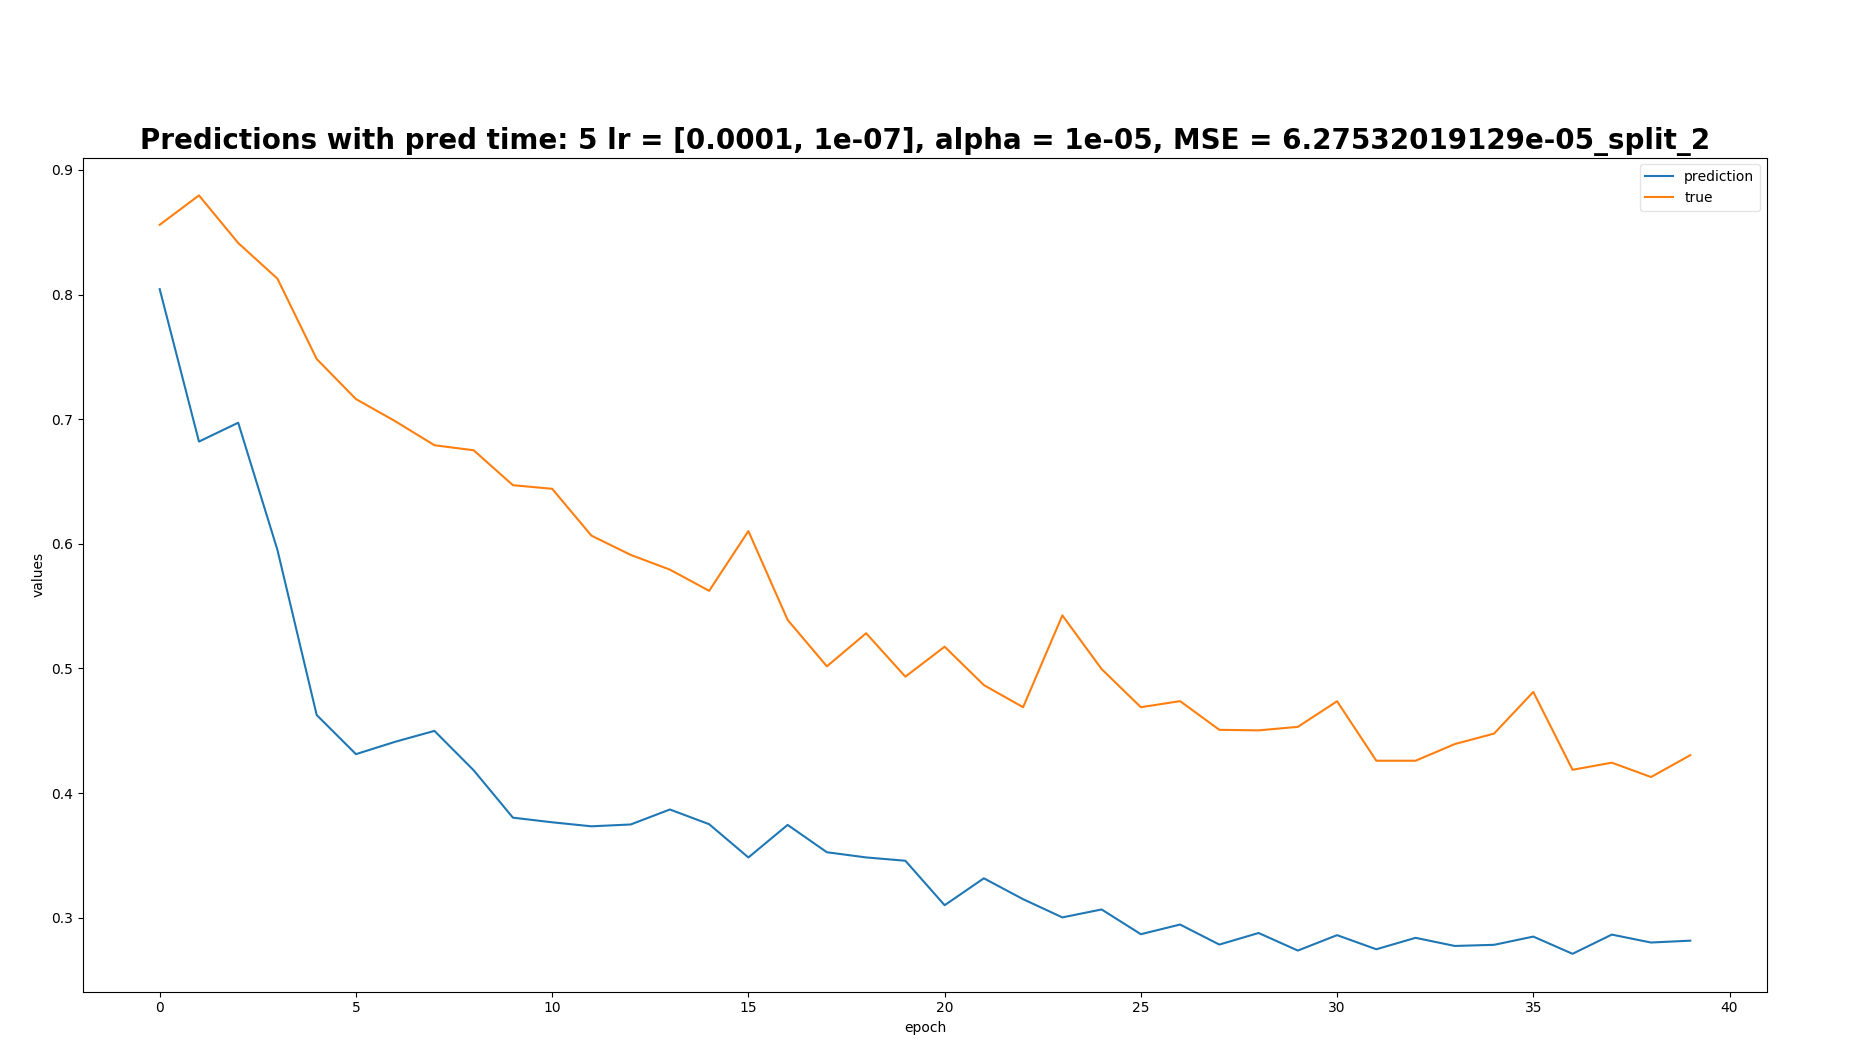 Predictions with pred time: 5 lr = [0.0001, 1e-07], alpha = 1e-05, MSE = 6.27532019129e-05_split_2
prediction
true
0.9
0.8
0.7
0.6
0.5
0.4
0.3
values
0 5 10 15 20 25 30 35 40
epoch